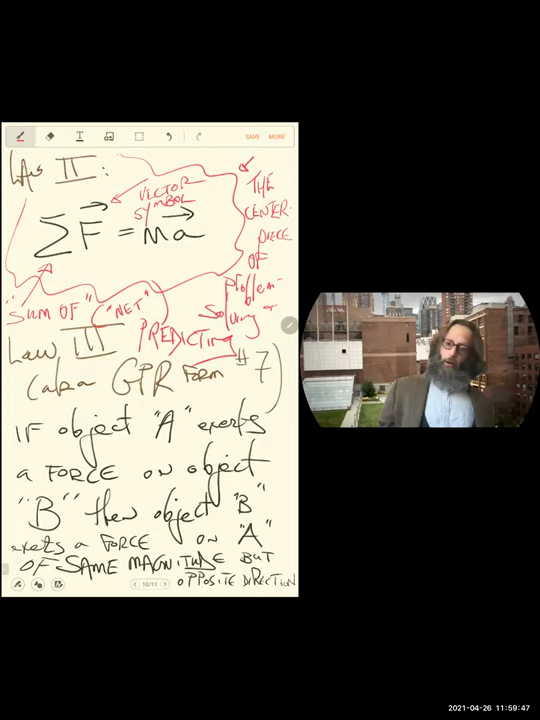 SAVE MORE
LAW II :
VECTOR
SYMBOL
∑F⃗ = ma⃗
THE
CENTER-
PIECE
OF
problem-
solving or
PREDICTING
"SUM OF" ("NET")
Law III
(aka GPR FORM #7)
IF object "A" exerts
a FORCE ON object
"B" then object "B"
exerts a FORCE ON "A"
OF SAME MAGNITUDE BUT
OPPOSITE DIRECTION
10/11
2021-04-26 11:59:47